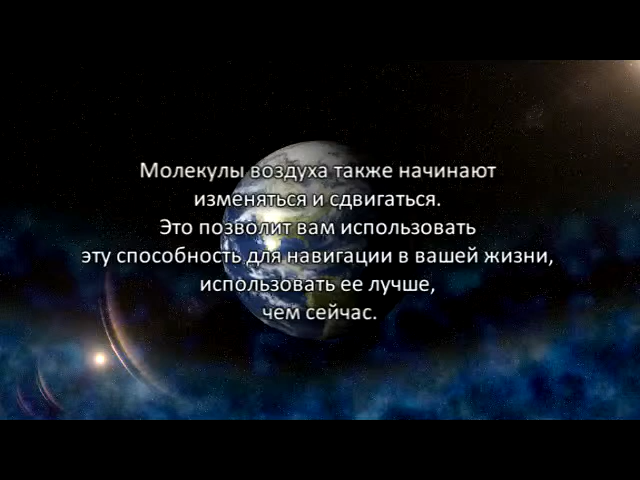 Молекулы воздуха также начинают
изменяться и сдвигаться.
Это позволит вам использовать
эту способность для навигации в вашей жизни,
использовать ее лучше,
чем сейчас.